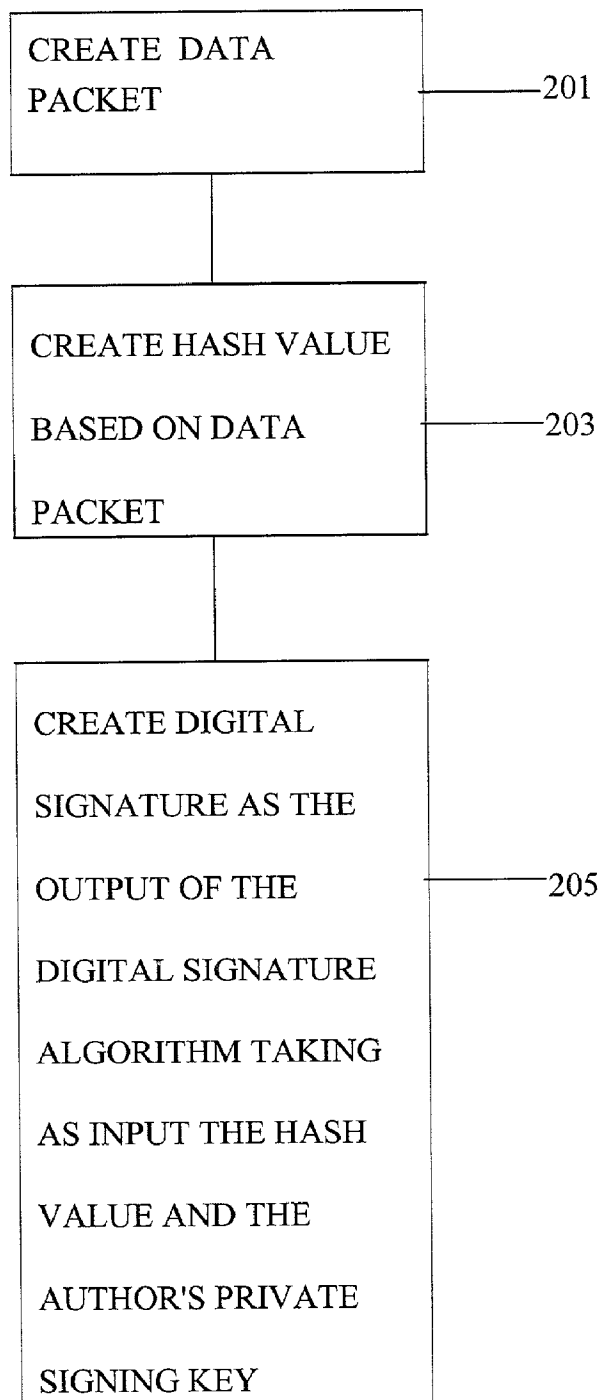 CREATE DATA
PACKET
201
CREATE HASH VALUE
BASED ON DATA
PACKET
203
CREATE DIGITAL
SIGNATURE AS THE
OUTPUT OF THE
DIGITAL SIGNATURE
ALGORITHM TAKING
AS INPUT THE HASH
VALUE AND THE
AUTHOR'S PRIVATE
SIGNING KEY
205